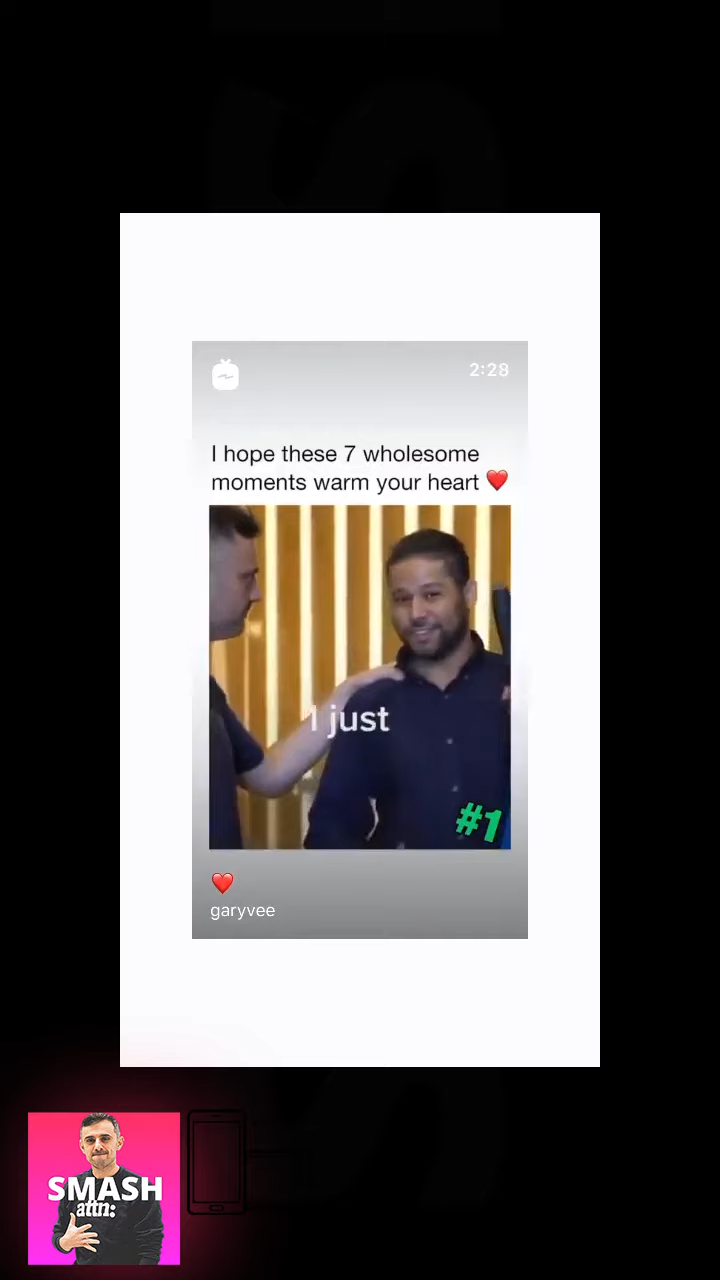 2:28
I hope these 7 wholesome
moments warm your heart ❤️
I just
#1
❤️
garyvee
SMASH
attn: